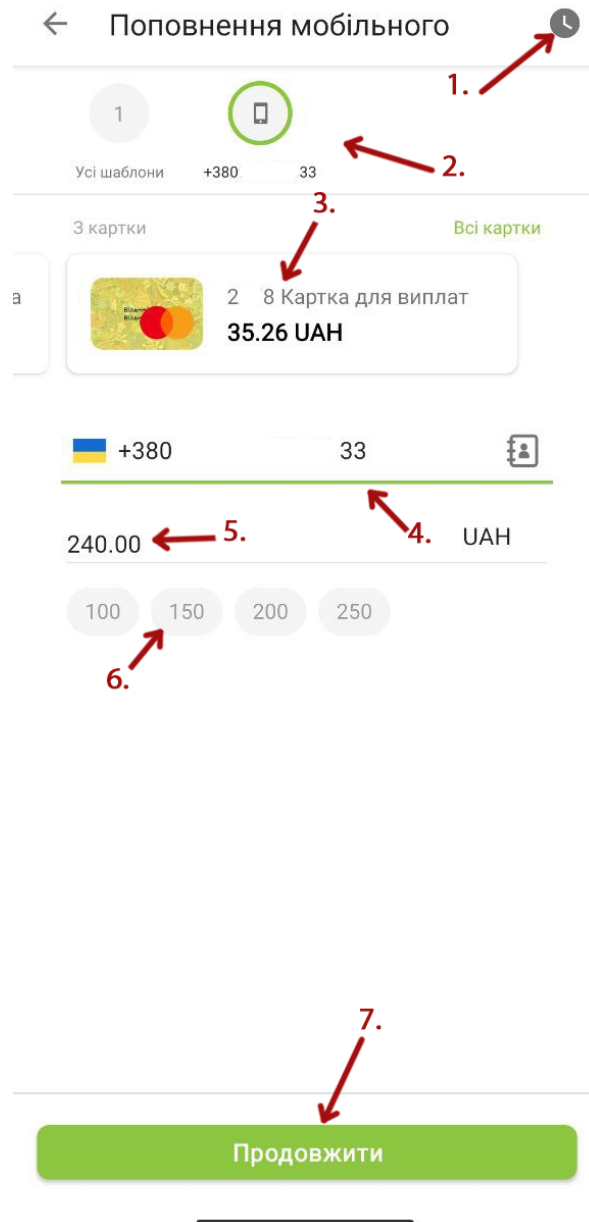 Поповнення мобільного
1.
1
Усі шаблони +380 33
2.
3.
З картки Всі картки
а
2 8 Картка для виплат
35.26 UAH
+380 33
4.
240.00 5. UAH
100 150 200 250
6.
7.
Продовжити